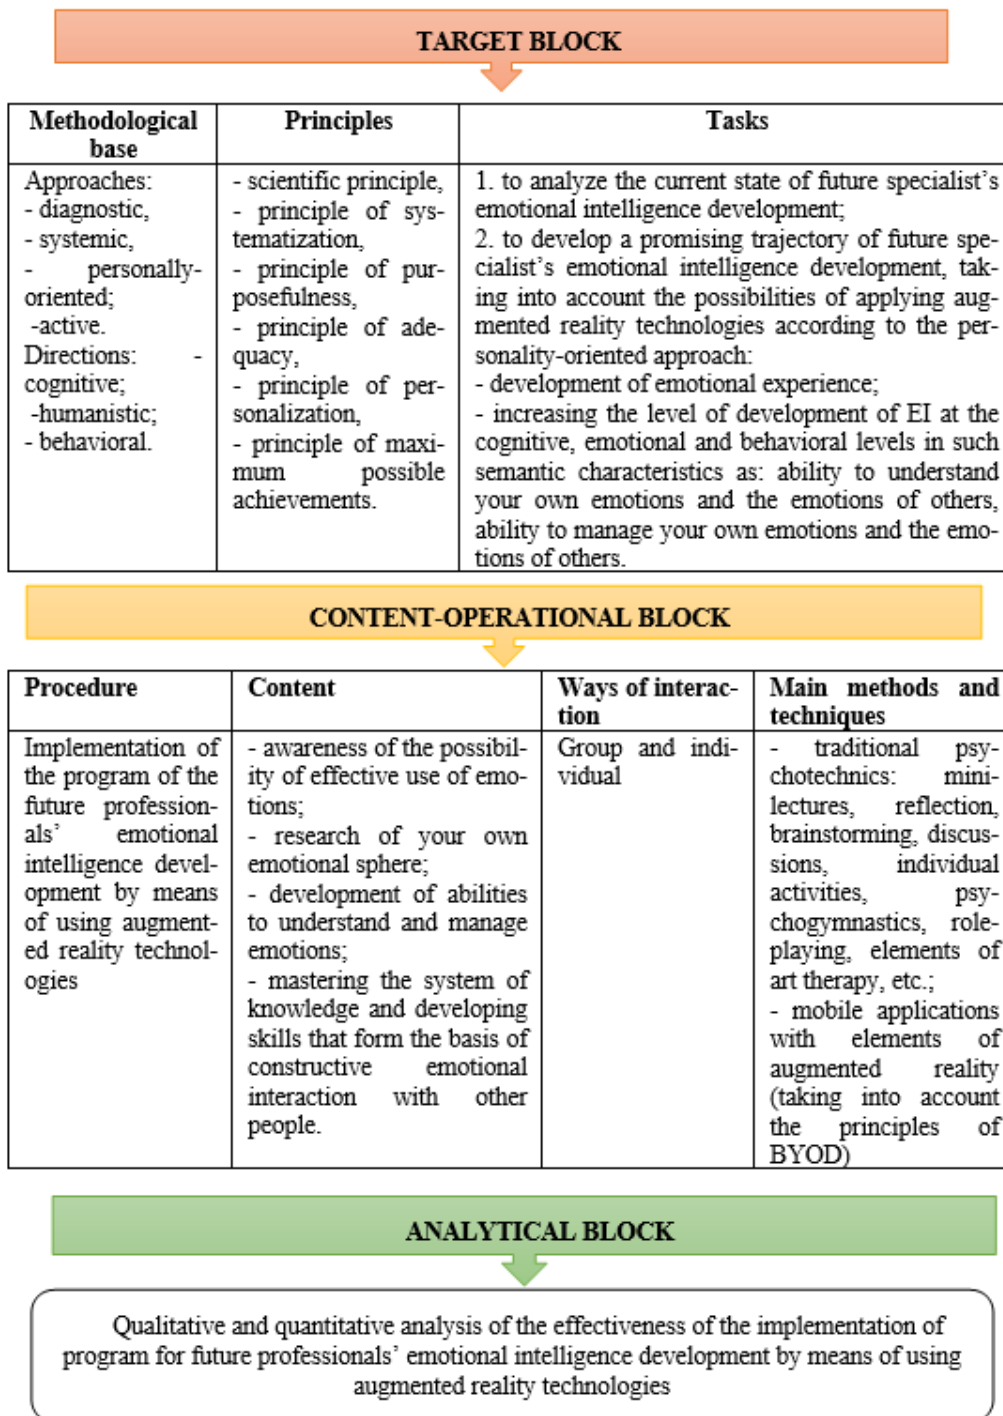 TARGET BLOCK
Methodological
base
Approaches:
- diagnostic,
- systemic,
- personally-
oriented;
-active.
Directions: -
cognitive;
-humanistic;
- behavioral.
Principles
- scientific principle,
- principle of sys-
tematization,
- principle of pur-
posefulness,
- principle of ade-
quacy,
- principle of per-
sonalization,
- principle of maxi-
mum possible
achievements.
Tasks
1. to analyze the current state of future specialist’s
emotional intelligence development;
2. to develop a promising trajectory of future spe-
cialist’s emotional intelligence development, tak-
ing into account the possibilities of applying aug-
mented reality technologies according to the per-
sonality-oriented approach:
- development of emotional experience;
- increasing the level of development of EI at the
cognitive, emotional and behavioral levels in such
semantic characteristics as: ability to understand
your own emotions and the emotions of others,
ability to manage your own emotions and the emo-
tions of others.
CONTENT-OPERATIONAL BLOCK
Procedure
Implementation of
the program of the
future profession-
als’ emotional
intelligence devel-
opment by means
of using augment-
ed reality technol-
ogies
Content
- awareness of the possibil-
ity of effective use of emo-
tions;
- research of your own
emotional sphere;
- development of abilities
to understand and manage
emotions;
- mastering the system of
knowledge and developing
skills that form the basis of
constructive emotional
interaction with other
people.
Ways of interac-
tion
Group and indi-
vidual
Main methods and
techniques
- traditional psy-
chotechnics: mini-
lectures, reflection,
brainstorming, discus-
sions, individual
activities, psy-
chogymnastics, role-
playing, elements of
art therapy, etc.;
- mobile applications
with elements of
augmented reality
(taking into account
the principles of
BYOD)
ANALYTICAL BLOCK
Qualitative and quantitative analysis of the effectiveness of the implementation of
program for future professionals’ emotional intelligence development by means of using
augmented reality technologies